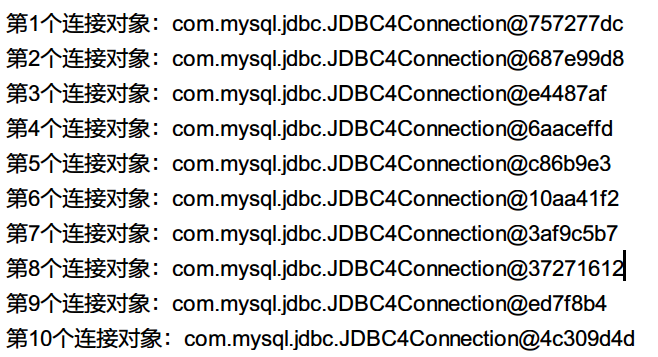 第1个连接对象：com.mysql.jdbc.JDBC4Connection@757277dc
第2个连接对象：com.mysql.jdbc.JDBC4Connection@687e99d8
第3个连接对象：com.mysql.jdbc.JDBC4Connection@e4487af
第4个连接对象：com.mysql.jdbc.JDBC4Connection@6aaceffd
第5个连接对象：com.mysql.jdbc.JDBC4Connection@c86b9e3
第6个连接对象：com.mysql.jdbc.JDBC4Connection@10aa41f2
第7个连接对象：com.mysql.jdbc.JDBC4Connection@3af9c5b7
第8个连接对象：com.mysql.jdbc.JDBC4Connection@37271612
第9个连接对象：com.mysql.jdbc.JDBC4Connection@ed7f8b4
第10个连接对象：com.mysql.jdbc.JDBC4Connection@4c309d4d